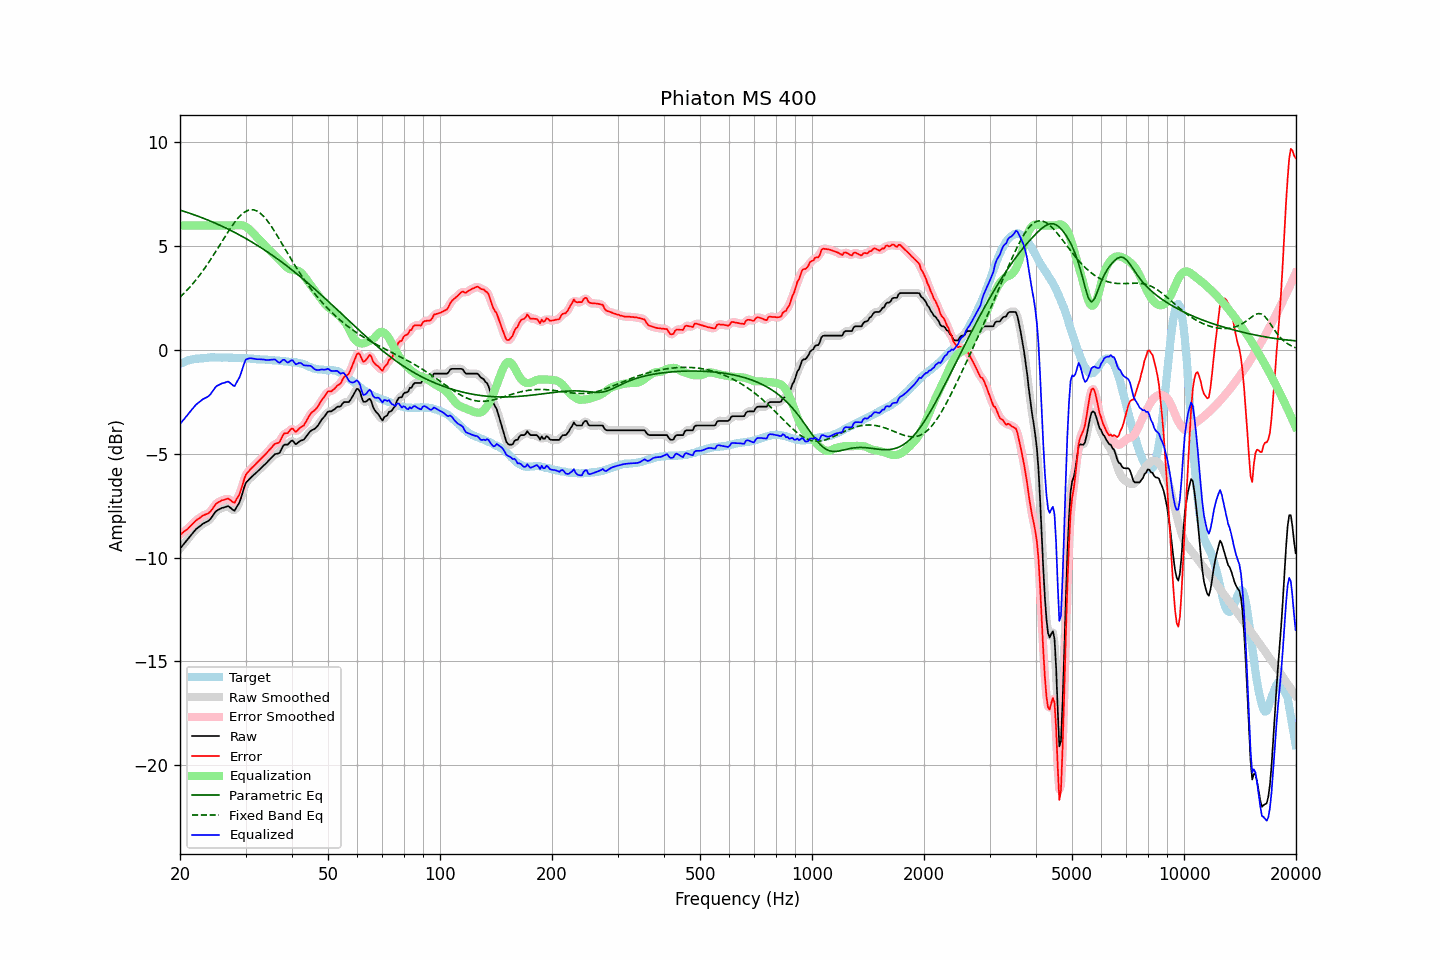 Phiaton MS 400
10
5
0
−5
−10
−15
−20
Amplitude (dBr)
Target
Raw Smoothed
Error Smoothed
Raw
Error
Equalization
Parametric Eq
Fixed Band Eq
Equalized
20 50 100 200 500 1000 2000 5000 10000 20000
Frequency (Hz)